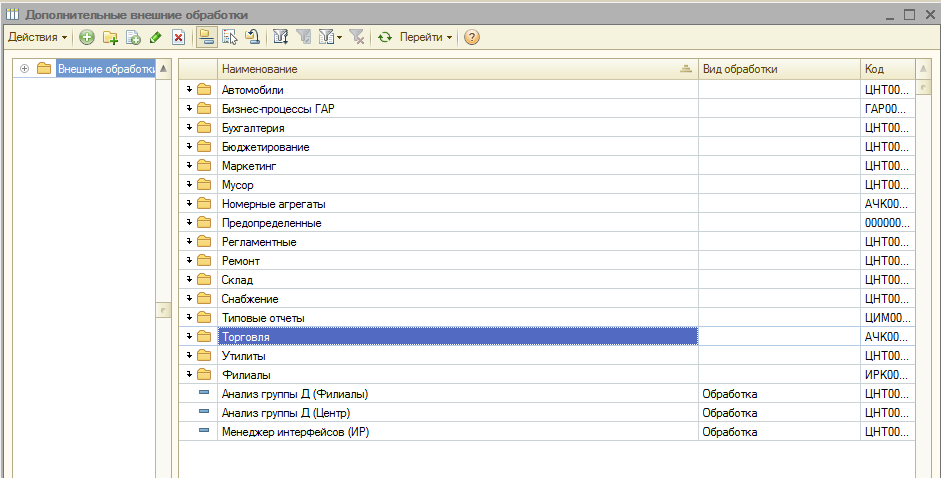 Дополнительные внешние обработки
Действия
Перейти
Внешние обработки
Наименование Вид обработки Код
Автомобили ЦНТ00...
Бизнес-процессы ГАР ГАР00...
Бухгалтерия ЦНТ00...
Бюджетирование ЦНТ00...
Маркетинг ЦНТ00...
Мусор ЦНТ00...
Номерные агрегаты АЧК00...
Предопределенные 000000...
Регламентные ЦНТ00...
Ремонт ЦНТ00...
Склад ЦНТ00...
Снабжение ЦНТ00...
Типовые отчеты ЦИМ00...
Торговля АЧК00...
Утилиты ЦНТ00...
Филиалы ИРК00...
Анализ группы Д (Филиалы) Обработка ЦНТ00...
Анализ группы Д (Центр) Обработка ЦНТ00...
Менеджер интерфейсов (ИР) Обработка ЦНТ00...